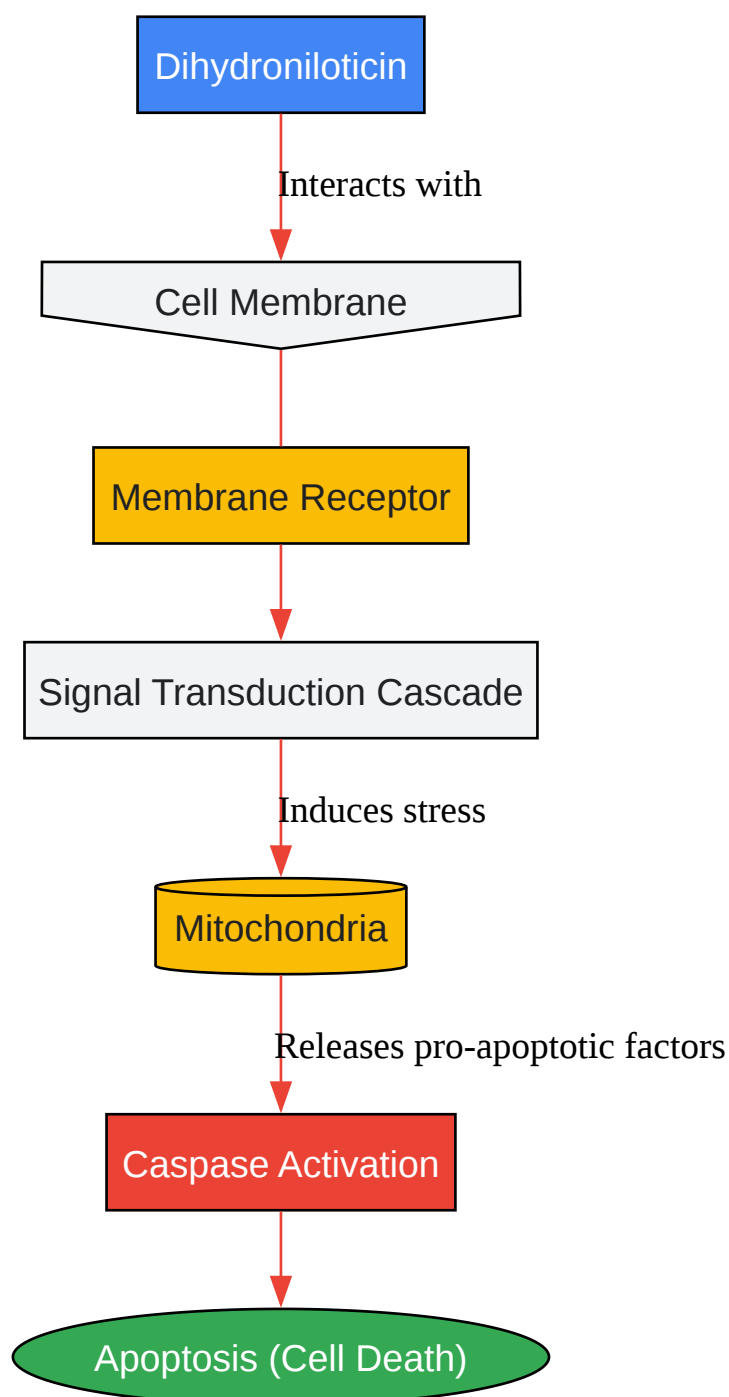 Dihydroniloticin
Interacts with
Cell Membrane
Membrane Receptor
Signal Transduction Cascade
Induces stress
Mitochondria
Releases pro-apoptotic factors
Caspase Activation
Apoptosis (Cell Death)